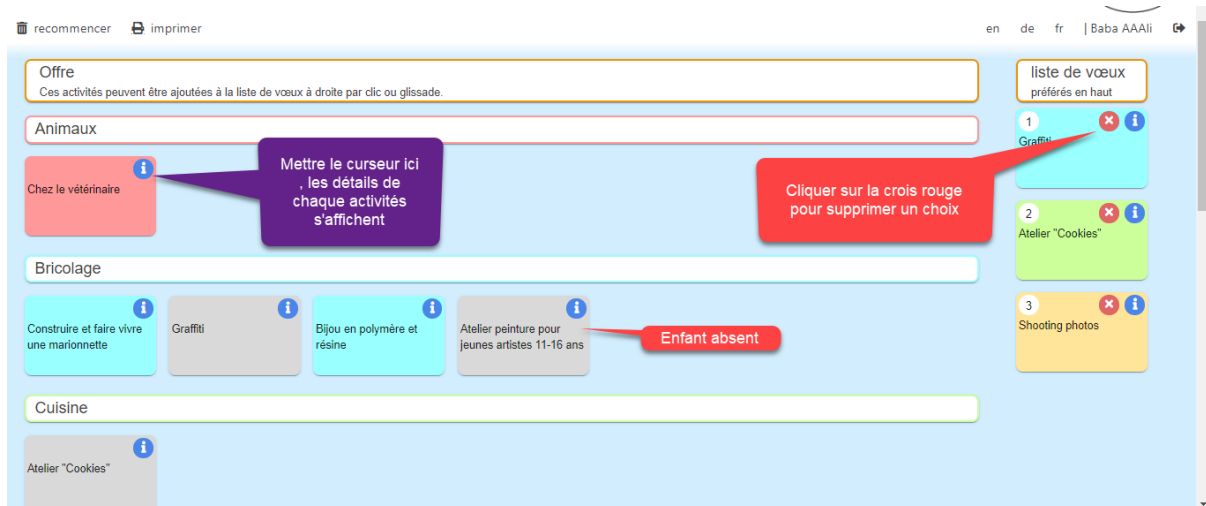 recommencer imprimer en de fr | Baba AAAli
Offre
Ces activités peuvent être ajoutées à la liste de vœux à droite par clic ou glissade.
liste de vœux
préférés en haut
Animaux
Chez le vétérinaire
Mettre le curseur ici
, les détails de
chaque activités
s'affichent
Cliquer sur la crois rouge
pour supprimer un choix
1
Graffiti
2
Atelier "Cookies"
3
Shooting photos
Bricolage
Construire et faire vivre
une marionnette
Graffiti
Bijou en polymère et
résine
Atelier peinture pour
jeunes artistes 11-16 ans
Enfant absent
Cuisine
Atelier "Cookies"